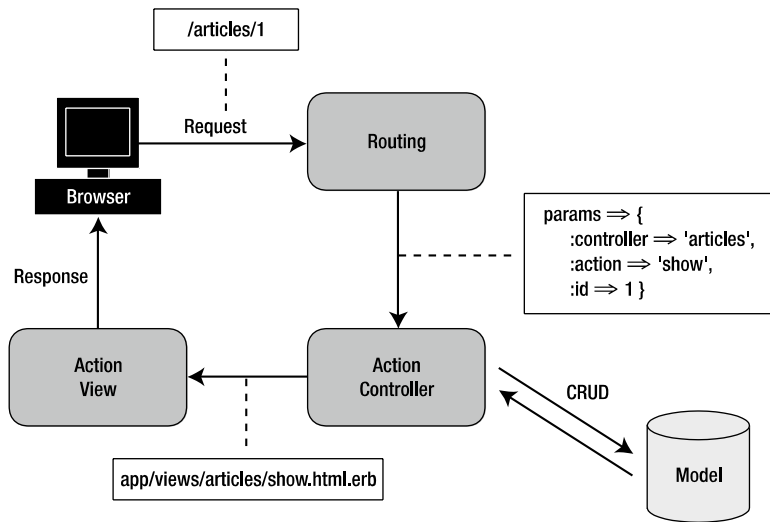 /articles/1
Request
Routing
Browser
params ⇒ {
:controller ⇒ 'articles',
:action ⇒ 'show',
:id ⇒ 1 }
Response
Action
View
Action
Controller
CRUD
Model
app/views/articles/show.html.erb